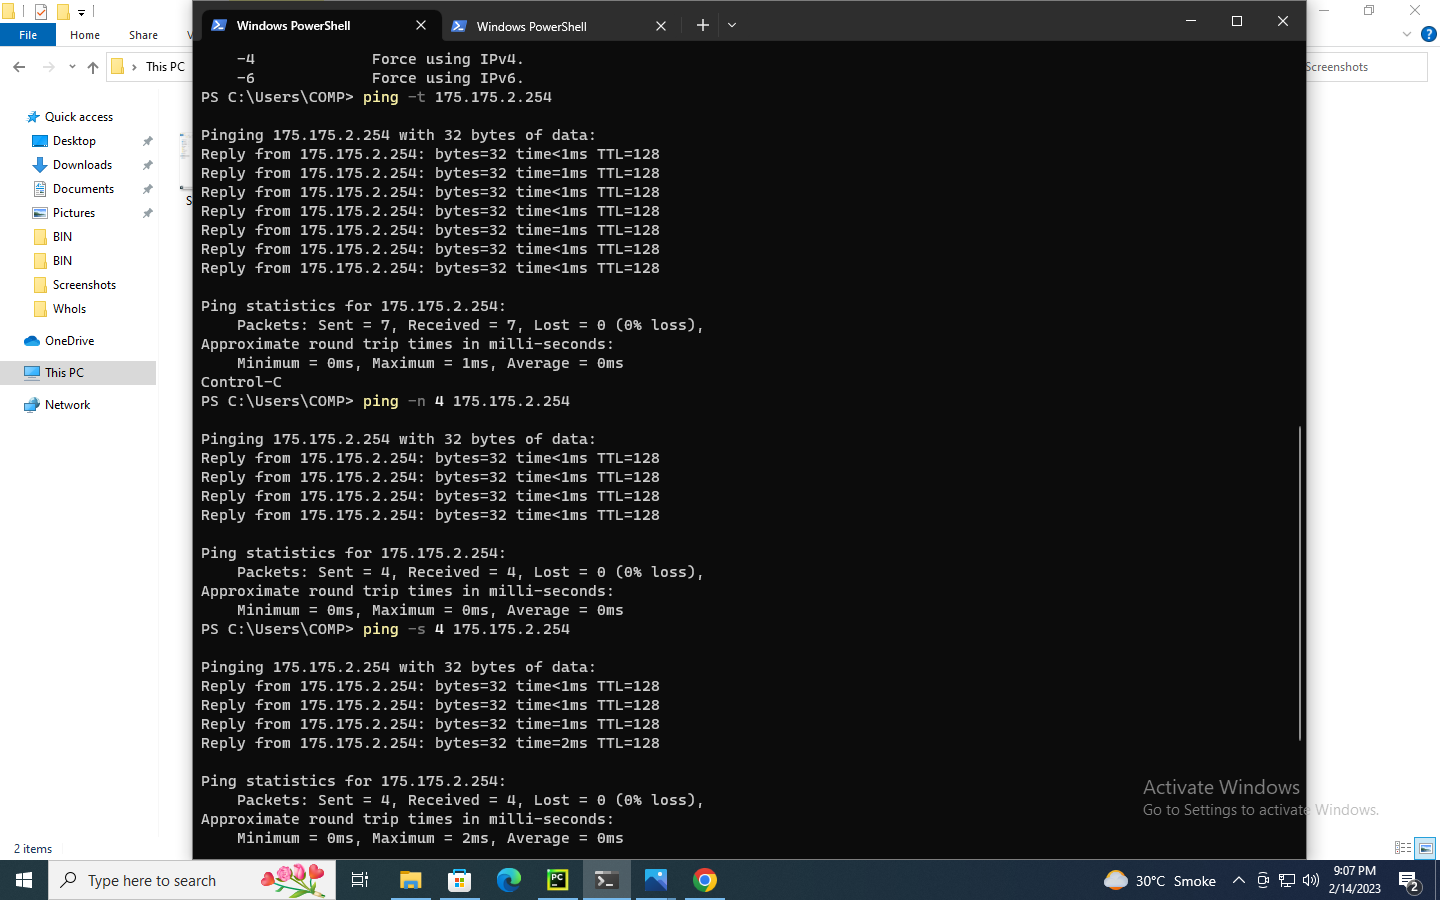 Windows PowerShell
Windows PowerShell
File
Home
Share
This PC
Screenshots
Quick access
Desktop
Downloads
Documents
Pictures
BIN
BIN
Screenshots
WhoIs
OneDrive
This PC
Network
2 items
-4 Force using IPv4.
-6 Force using IPv6.
PS C:\Users\COMP> ping -t 175.175.2.254
Pinging 175.175.2.254 with 32 bytes of data:
Reply from 175.175.2.254: bytes=32 time<1ms TTL=128
Reply from 175.175.2.254: bytes=32 time=1ms TTL=128
Reply from 175.175.2.254: bytes=32 time<1ms TTL=128
Reply from 175.175.2.254: bytes=32 time<1ms TTL=128
Reply from 175.175.2.254: bytes=32 time=1ms TTL=128
Reply from 175.175.2.254: bytes=32 time<1ms TTL=128
Reply from 175.175.2.254: bytes=32 time<1ms TTL=128
Ping statistics for 175.175.2.254:
Packets: Sent = 7, Received = 7, Lost = 0 (0% loss),
Approximate round trip times in milli-seconds:
Minimum = 0ms, Maximum = 1ms, Average = 0ms
Control-C
PS C:\Users\COMP> ping -n 4 175.175.2.254
Pinging 175.175.2.254 with 32 bytes of data:
Reply from 175.175.2.254: bytes=32 time<1ms TTL=128
Reply from 175.175.2.254: bytes=32 time<1ms TTL=128
Reply from 175.175.2.254: bytes=32 time<1ms TTL=128
Reply from 175.175.2.254: bytes=32 time<1ms TTL=128
Ping statistics for 175.175.2.254:
Packets: Sent = 4, Received = 4, Lost = 0 (0% loss),
Approximate round trip times in milli-seconds:
Minimum = 0ms, Maximum = 0ms, Average = 0ms
PS C:\Users\COMP> ping -s 4 175.175.2.254
Pinging 175.175.2.254 with 32 bytes of data:
Reply from 175.175.2.254: bytes=32 time<1ms TTL=128
Reply from 175.175.2.254: bytes=32 time<1ms TTL=128
Reply from 175.175.2.254: bytes=32 time=1ms TTL=128
Reply from 175.175.2.254: bytes=32 time=2ms TTL=128
Ping statistics for 175.175.2.254:
Packets: Sent = 4, Received = 4, Lost = 0 (0% loss),
Approximate round trip times in milli-seconds:
Minimum = 0ms, Maximum = 2ms, Average = 0ms
Activate Windows
Go to Settings to activate Windows.
Type here to search
PC
30°C Smoke
9:07 PM
2/14/2023
2